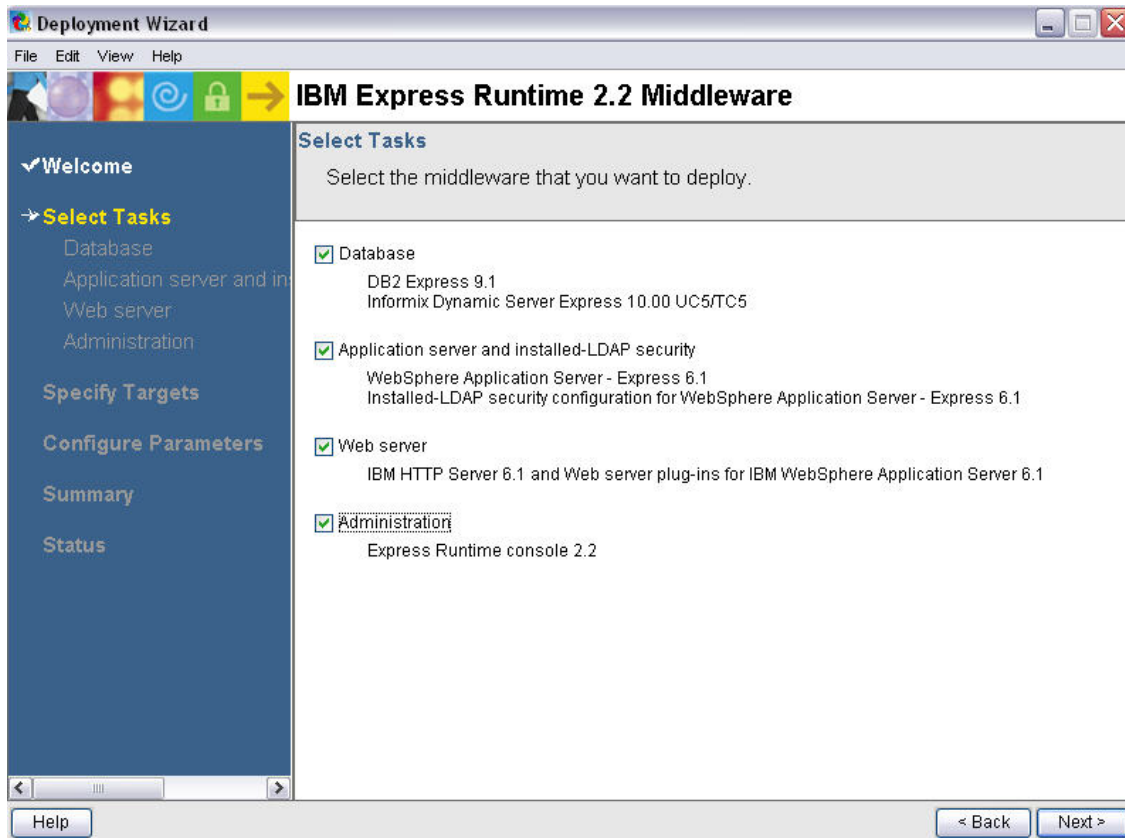 Deployment Wizard
File Edit View Help
IBM Express Runtime 2.2 Middleware
Welcome
Select Tasks
Database
Application server and in
Web server
Administration
Specify Targets
Configure Parameters
Summary
Status
Select Tasks
Select the middleware that you want to deploy.
Database
DB2 Express 9.1
Informix Dynamic Server Express 10.00 UC5/TC5
Application server and installed-LDAP security
WebSphere Application Server - Express 6.1
Installed-LDAP security configuration for WebSphere Application Server - Express 6.1
Web server
IBM HTTP Server 6.1 and Web server plug-ins for IBM WebSphere Application Server 6.1
Administration
Express Runtime console 2.2
Help
< Back
Next >